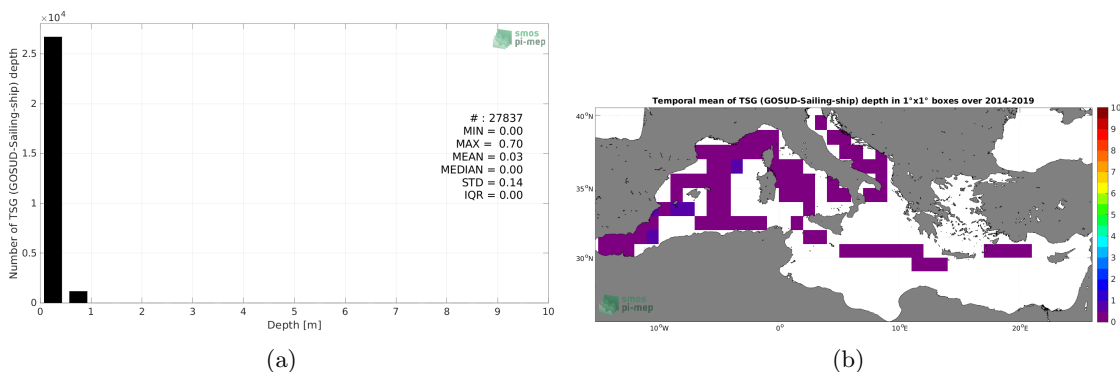 ×10⁴
2.5
2
1.5
1
0.5
0
0 1 2 3 4 5 6 7 8 9 10
Number of TSG (GOSUD-Sailing-ship) depth
Depth [m]
smos
pi-mep
# : 27837
MIN = 0.00
MAX = 0.70
MEAN = 0.03
MEDIAN = 0.00
STD = 0.14
IQR = 0.00
(a)
Temporal mean of TSG (GOSUD-Sailing-ship) depth in 1°x1° boxes over 2014-2019
40°N
35°N
30°N
10°W 0° 10°E 20°E
smos
pi-mep
10
9
8
7
6
5
4
3
2
1
0
(b)